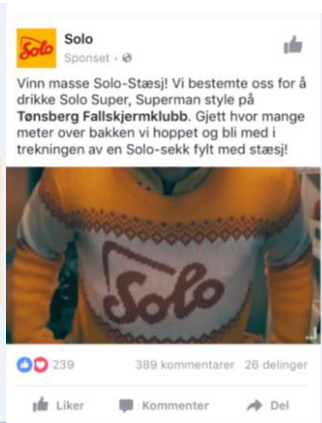 Solo
Solo
Sponset ·
Vinn masse Solo-Stæsj! Vi bestemte oss for å
drikke Solo Super, Superman style på
Tønsberg Fallskjermklubb. Gjett hvor mange
meter over bakken vi hoppet og bli med i
trekningen av en Solo-sekk fylt med stæsj!
Solo
239 389 kommentarer 26 delinger
Liker Kommenter Del